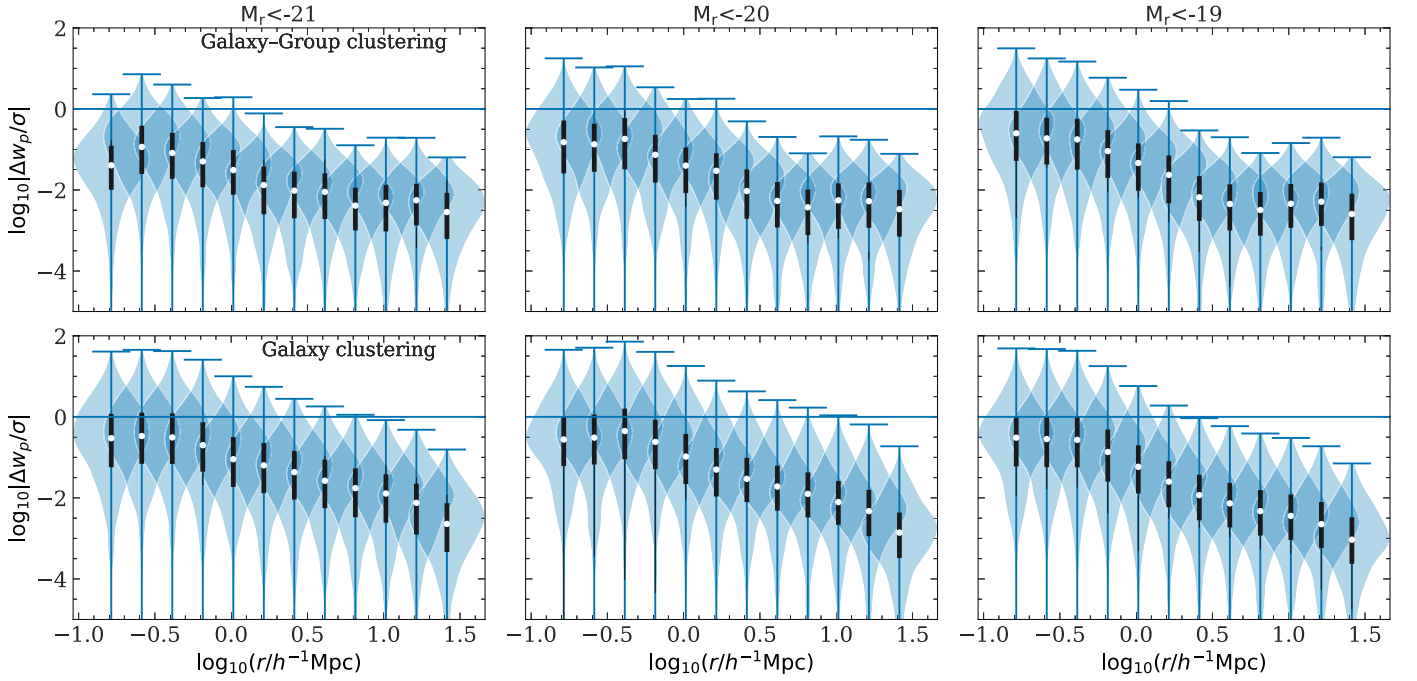 M_r<-21 M_r<-20 M_r<-19
Galaxy–Group clustering
log₁₀|Δw_p/σ|
2
0
−2
−4
Galaxy clustering
log₁₀|Δw_p/σ|
2
0
−2
−4
−1.0 −0.5 0.0 0.5 1.0 1.5 −1.0 −0.5 0.0 0.5 1.0 1.5 −1.0 −0.5 0.0 0.5 1.0 1.5
log₁₀(r/h⁻¹Mpc) log₁₀(r/h⁻¹Mpc) log₁₀(r/h⁻¹Mpc)